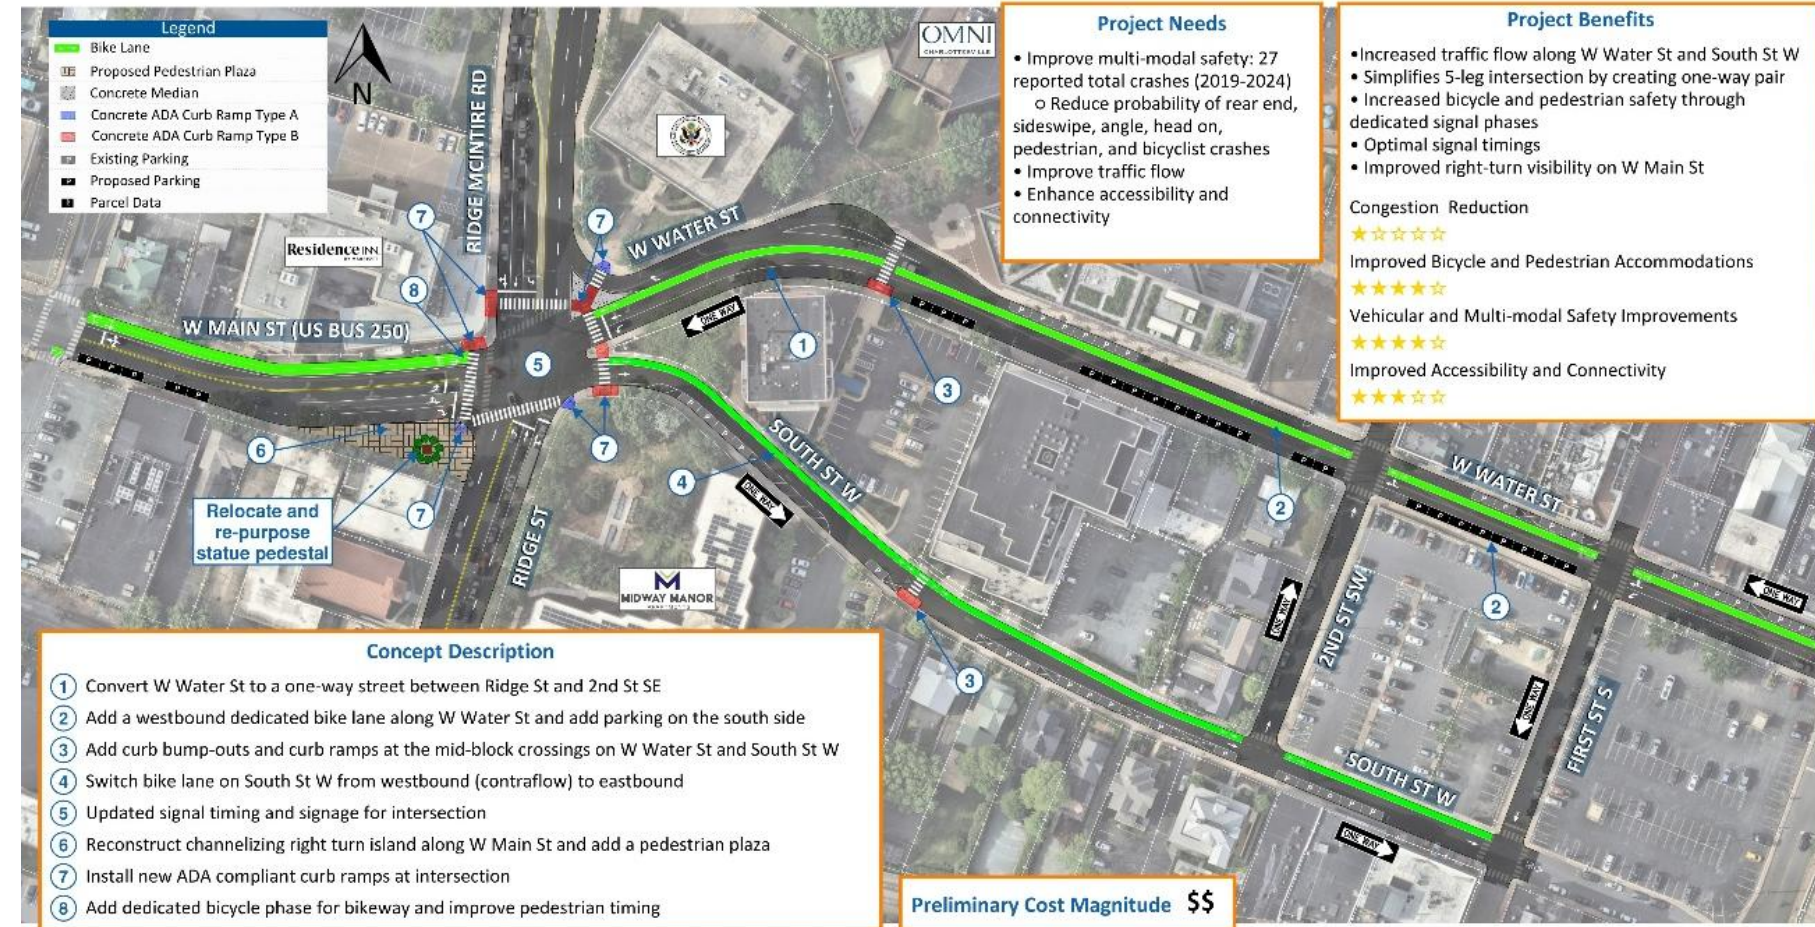 Legend
Bike Lane
Proposed Pedestrian Plaza
Concrete Median
Concrete ADA Curb Ramp Type A
Concrete ADA Curb Ramp Type B
P Existing Parking
P Proposed Parking
Parcel Data
N
RIDGE MCINTIRE RD
OMNI
CHARLOTTESVILLE
Project Needs
• Improve multi-modal safety: 27
reported total crashes (2019-2024)
o Reduce probability of rear end,
sideswipe, angle, head on,
pedestrian, and bicyclist crashes
• Improve traffic flow
• Enhance accessibility and
connectivity
Project Benefits
•Increased traffic flow along W Water St and South St W
• Simplifies 5-leg intersection by creating one-way pair
• Increased bicycle and pedestrian safety through
dedicated signal phases
• Optimal signal timings
• Improved right-turn visibility on W Main St
Congestion Reduction
★☆☆☆☆
Improved Bicycle and Pedestrian Accommodations
★★★★☆
Vehicular and Multi-modal Safety Improvements
★★★★☆
Improved Accessibility and Connectivity
★★★☆☆
7
7
W WATER ST
Residence INN
8
W MAIN ST (US BUS 250)
ONE WAY
1
5
3
6
7
SOUTH ST W
4
ONE WAY
2
W WATER ST
Relocate and
re-purpose
statue pedestal
7
RIDGE ST
M
MIDWAY MANOR
3
ONE WAY
2ND ST SW
2
ONE WAY
ONE WAY
FIRST ST S
SOUTH ST W
ONE WAY
Concept Description
1 Convert W Water St to a one-way street between Ridge St and 2nd St SE
2 Add a westbound dedicated bike lane along W Water St and add parking on the south side
3 Add curb bump-outs and curb ramps at the mid-block crossings on W Water St and South St W
4 Switch bike lane on South St W from westbound (contraflow) to eastbound
5 Updated signal timing and signage for intersection
6 Reconstruct channelizing right turn island along W Main St and add a pedestrian plaza
7 Install new ADA compliant curb ramps at intersection
8 Add dedicated bicycle phase for bikeway and improve pedestrian timing
Preliminary Cost Magnitude $$